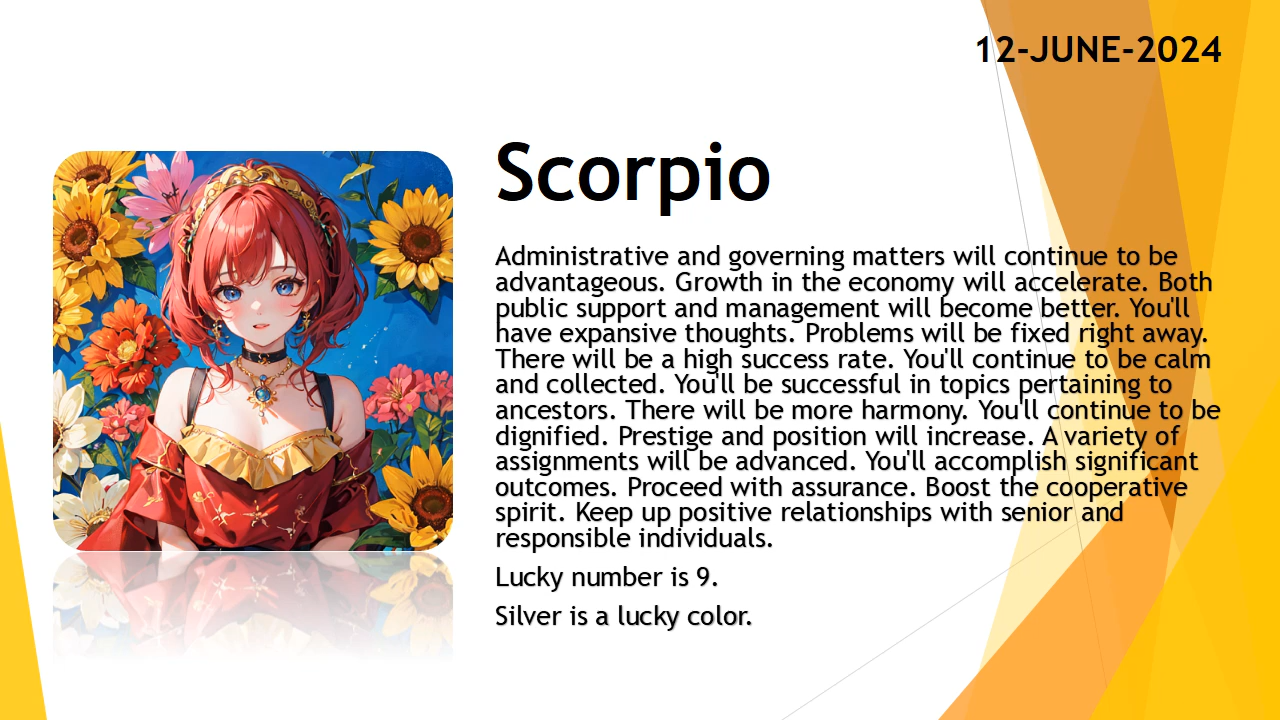 12-JUNE-2024
Scorpio
Administrative and governing matters will continue to be
advantageous. Growth in the economy will accelerate. Both
public support and management will become better. You'll
have expansive thoughts. Problems will be fixed right away.
There will be a high success rate. You'll continue to be calm
and collected. You'll be successful in topics pertaining to
ancestors. There will be more harmony. You'll continue to be
dignified. Prestige and position will increase. A variety of
assignments will be advanced. You'll accomplish significant
outcomes. Proceed with assurance. Boost the cooperative
spirit. Keep up positive relationships with senior and
responsible individuals.
Lucky number is 9.
Silver is a lucky color.